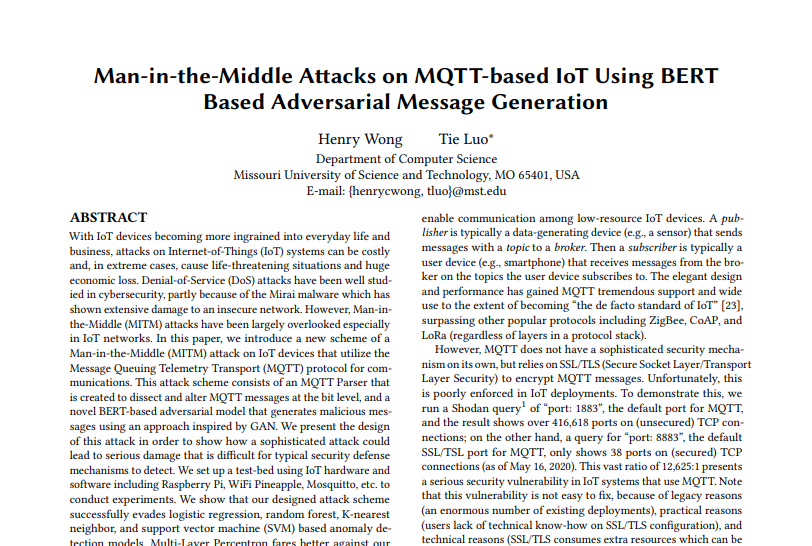 Man-in-the-Middle Attacks on MQTT-based IoT Using BERT
Based Adversarial Message Generation
Henry Wong Tie Luo*
Department of Computer Science
Missouri University of Science and Technology, MO 65401, USA
E-mail: {henrycwong, tluo}@mst.edu
ABSTRACT
With IoT devices becoming more ingrained into everyday life and
business, attacks on Internet-of-Things (IoT) systems can be costly
and, in extreme cases, cause life-threatening situations and huge
economic loss. Denial-of-Service (DoS) attacks have been well stud-
ied in cybersecurity, partly because of the Mirai malware which has
shown extensive damage to an insecure network. However, Man-in-
the-Middle (MITM) attacks have been largely overlooked especially
in IoT networks. In this paper, we introduce a new scheme of a
Man-in-the-Middle (MITM) attack on IoT devices that utilize the
Message Queuing Telemetry Transport (MQTT) protocol for com-
munications. This attack scheme consists of an MQTT Parser that
is created to dissect and alter MQTT messages at the bit level, and a
novel BERT-based adversarial model that generates malicious mes-
sages using an approach inspired by GAN. We present the design
of this attack in order to show how a sophisticated attack could
lead to serious damage that is difficult for typical security defense
mechanisms to detect. We set up a test-bed using IoT hardware and
software including Raspberry Pi, WiFi Pineapple, Mosquitto, etc. to
conduct experiments. We show that our designed attack scheme
successfully evades logistic regression, random forest, K-nearest
neighbor, and support vector machine (SVM) based anomaly de-
tection models. Multi-Layer Perceptron fares better against our
enable communication among low-resource IoT devices. A pub-
lisher is typically a data-generating device (e.g., a sensor) that sends
messages with a topic to a broker. Then a subscriber is typically a
user device (e.g., smartphone) that receives messages from the bro-
ker on the topics the user device subscribes to. The elegant design
and performance has gained MQTT tremendous support and wide
use to the extent of becoming “the de facto standard of IoT” [23],
surpassing other popular protocols including ZigBee, CoAP, and
LoRa (regardless of layers in a protocol stack).
However, MQTT does not have a sophisticated security mecha-
nism on its own, but relies on SSL/TLS (Secure Socket Layer/Transport
Layer Security) to encrypt MQTT messages. Unfortunately, this
is poorly enforced in IoT deployments. To demonstrate this, we
run a Shodan query1 of “port: 1883”, the default port for MQTT,
and the result shows over 416,618 ports on (unsecured) TCP con-
nections; on the other hand, a query for “port: 8883”, the default
SSL/TSL port for MQTT, only shows 38 ports on (secured) TCP
connections (as of May 16, 2020). This vast ratio of 12,625:1 presents
a serious security vulnerability in IoT systems that use MQTT. Note
that this vulnerability is not easy to fix, because of legacy reasons
(an enormous number of existing deployments), practical reasons
(users lack of technical know-how on SSL/TLS configuration), and
technical reasons (SSL/TLS consumes extra resources which can be